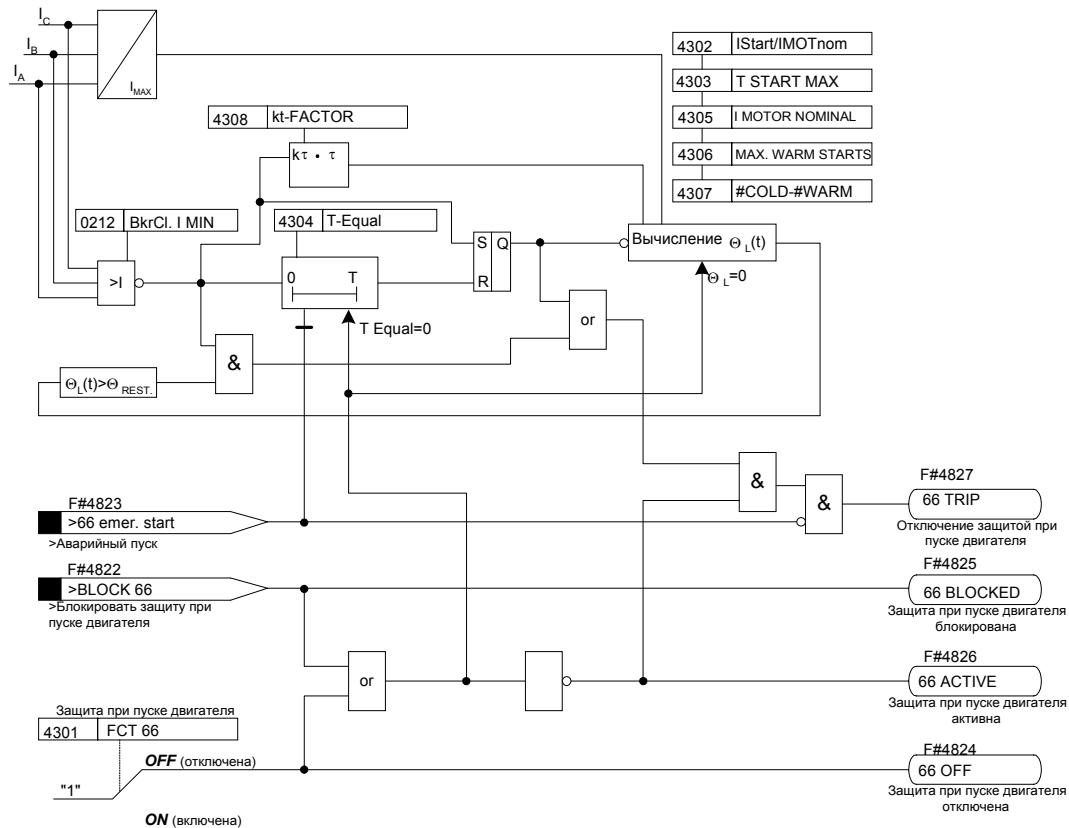 I_C
I_B
I_A
I_MAX
4302 IStart/IMOTnom
4303 T START MAX
4305 I MOTOR NOMINAL
4306 MAX. WARM STARTS
4307 #COLD-#WARM
4308 kt-FACTOR
kτ • τ
0212 BkrCl. I MIN
4304 T-Equal
>I
0 T
S Q
R
Вычисление Θ_L(t)
Θ_L=0
T Equal=0
or
&
Θ_L(t)>Θ_REST.
&
&
F#4823
>66 emer. start
>Аварийный пуск
F#4827
66 TRIP
Отключение защитой при
пуске двигателя
F#4822
>BLOCK 66
>Блокировать защиту при
пуске двигателя
F#4825
66 BLOCKED
Защита при пуске двигателя
блокирована
or
F#4826
66 ACTIVE
Защита при пуске двигателя
активна
Защита при пуске двигателя
4301 FCT 66
OFF (отключена)
"1"
ON (включена)
F#4824
66 OFF
Защита при пуске двигателя
отключена